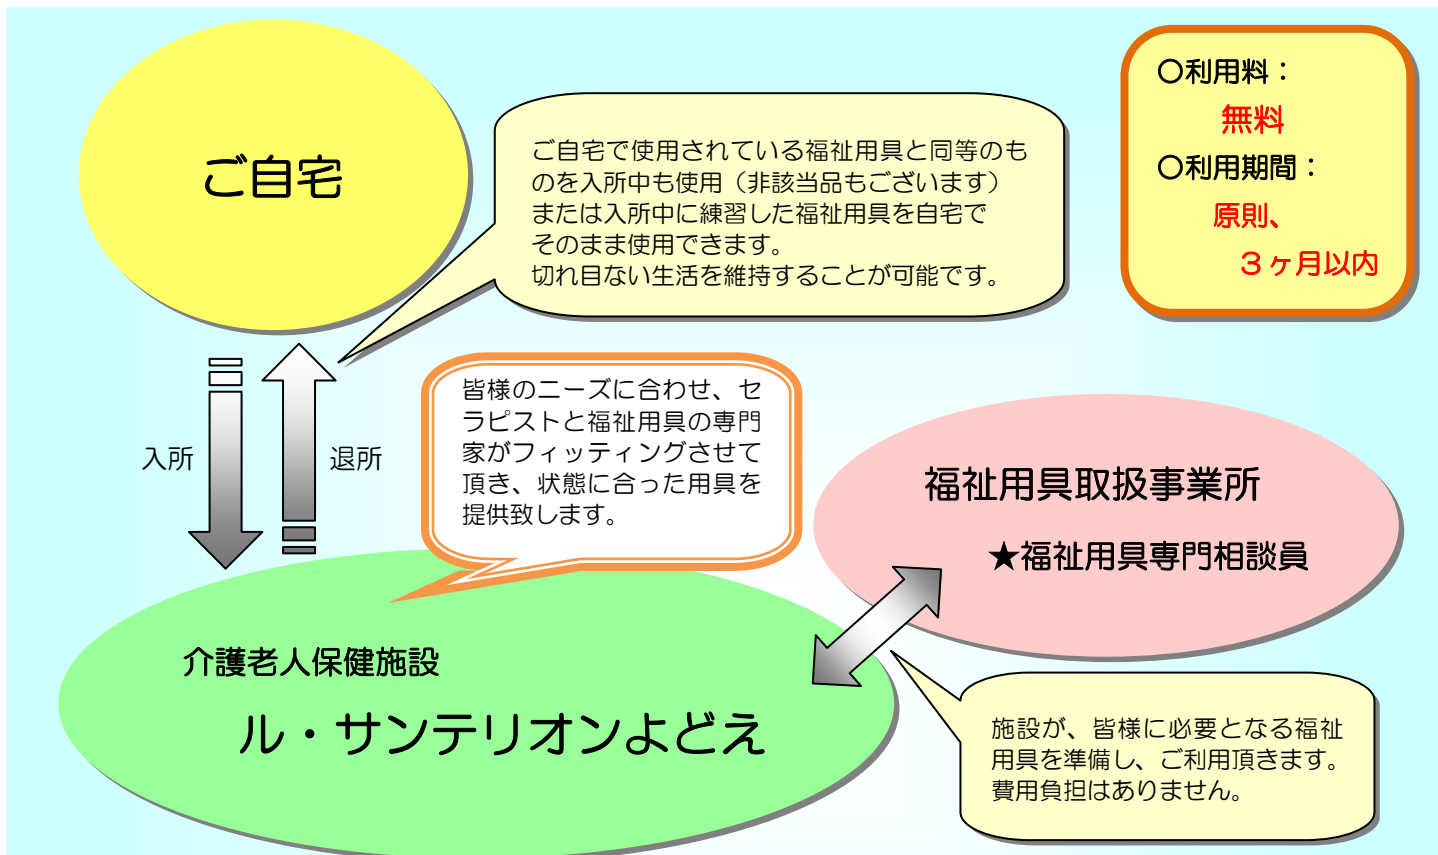 ご自宅
ご自宅で使用されている福祉用具と同等のも
のを入所中も使用（非該当品もございます）
または入所中に練習した福祉用具を自宅で
そのまま使用できます。
切れ目ない生活を維持することが可能です。
〇利用料：
無料
〇利用期間：
原則、
３ヶ月以内
入所
退所
皆様のニーズに合わせ、セ
ラピストと福祉用具の専門
家がフィッティングさせて
頂き、状態に合った用具を
提供致します。
福祉用具取扱事業所
★福祉用具専門相談員
介護老人保健施設
ル・サンテリオンよどえ
施設が、皆様に必要となる福祉
用具を準備し、ご利用頂きます。
費用負担はありません。